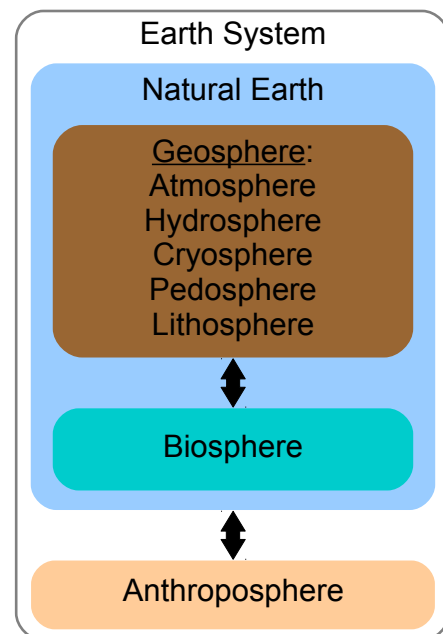 Earth System
Natural Earth
Geosphere:
Atmosphere
Hydrosphere
Cryosphere
Pedosphere
Lithosphere
Biosphere
Anthroposphere